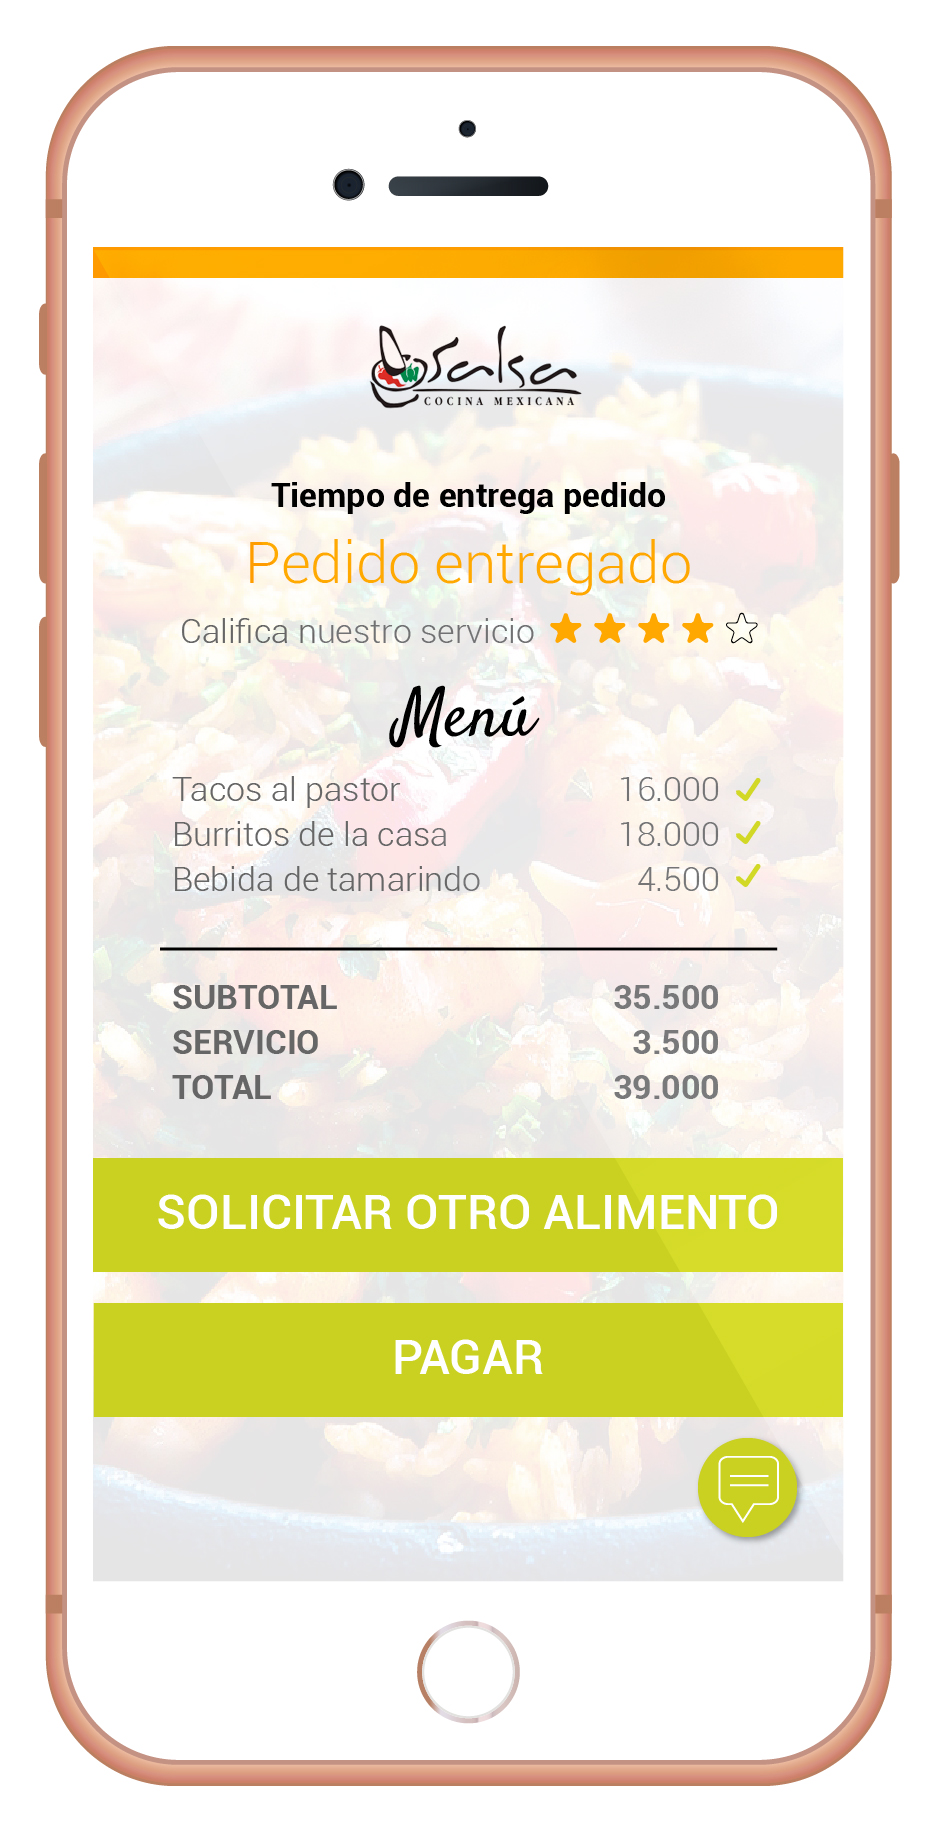 Salsa
COCINA MEXICANA
Tiempo de entrega pedido
Pedido entregado
Califica nuestro servicio
Menú
Tacos al pastor 16.000
Burritos de la casa 18.000
Bebida de tamarindo 4.500
SUBTOTAL 35.500
SERVICIO 3.500
TOTAL 39.000
SOLICITAR OTRO ALIMENTO
PAGAR